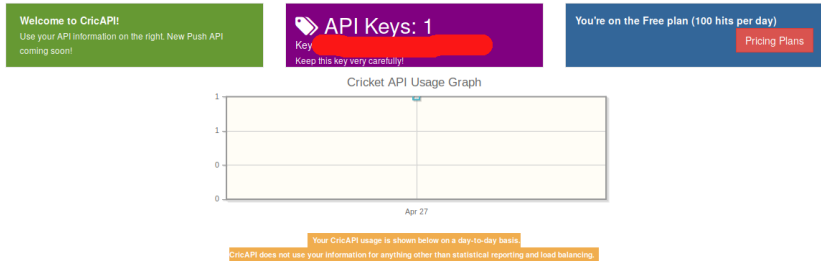 Welcome to CricAPI!
Use your API information on the right. New Push API
coming soon!
API Keys: 1
Key
Keep this key very carefully!
You're on the Free plan (100 hits per day)
Pricing Plans
Cricket API Usage Graph
1
1
0
0
Apr 27
Your CricAPI usage is shown below on a day-to-day basis.
CricAPI does not use your information for anything other than statistical reporting and load balancing.